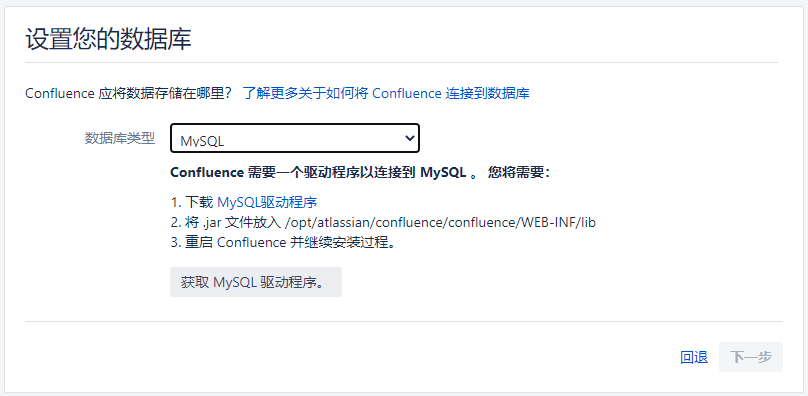 设置您的数据库
Confluence 应将数据存储在哪里? 了解更多关于如何将 Confluence 连接到数据库
数据库类型 MySQL
Confluence 需要一个驱动程序以连接到 MySQL 。 您将需要:
1. 下载 MySQL驱动程序
2. 将 .jar 文件放入 /opt/atlassian/confluence/confluence/WEB-INF/lib
3. 重启 Confluence 并继续安装过程。
获取 MySQL 驱动程序。
回退 下一步